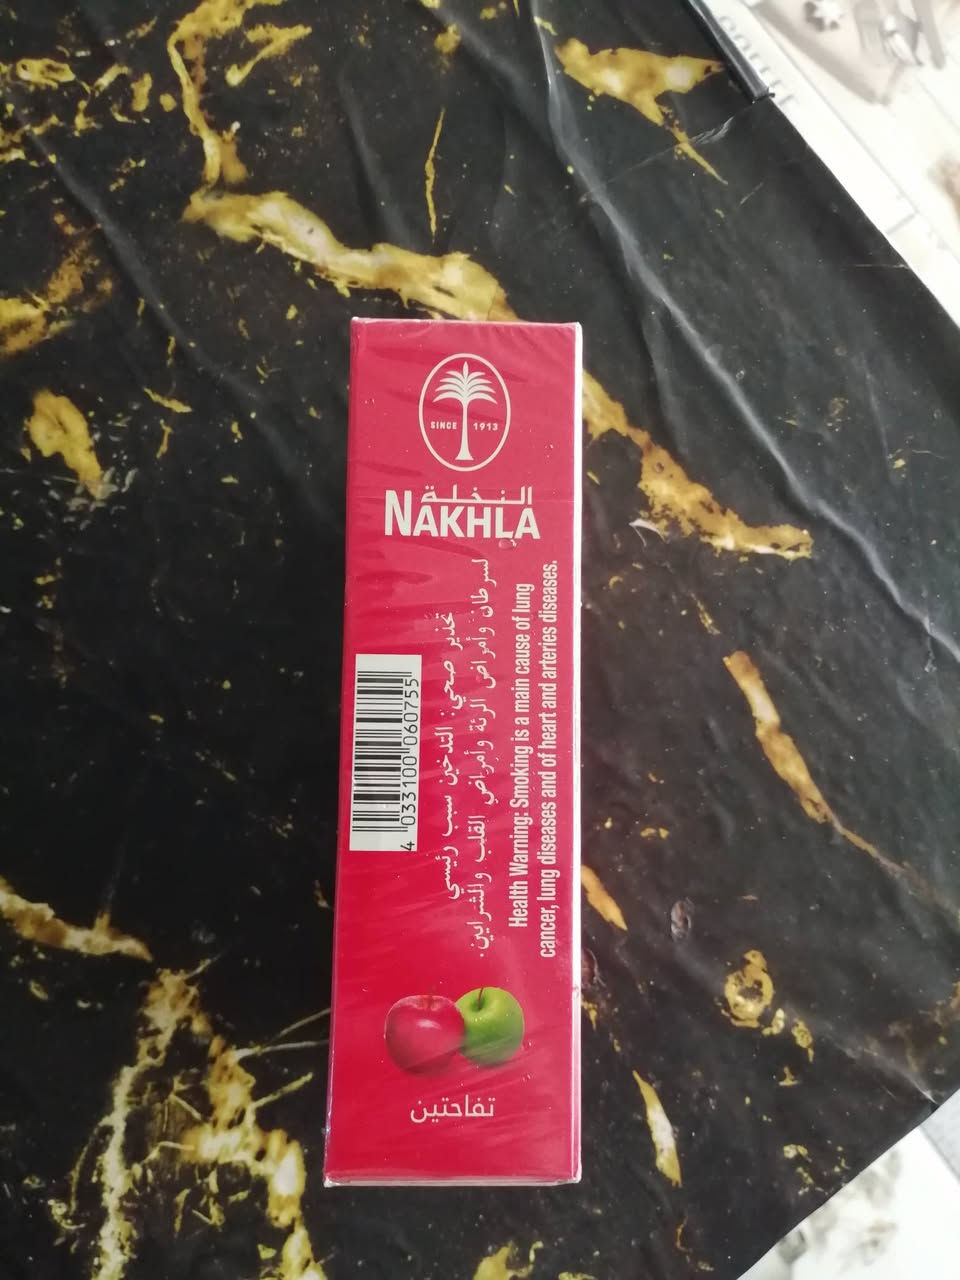 SINCE 1913
النخلة
NAKHLA
4 033100 060755
تحذير صحي: التدخين سبب رئيسي
لسرطان وأمراض الرئة وأمراض القلب والشرايين.
Health Warning: Smoking is a main cause of lung
cancer, lung diseases and of heart and arteries diseases.
تفاحتين